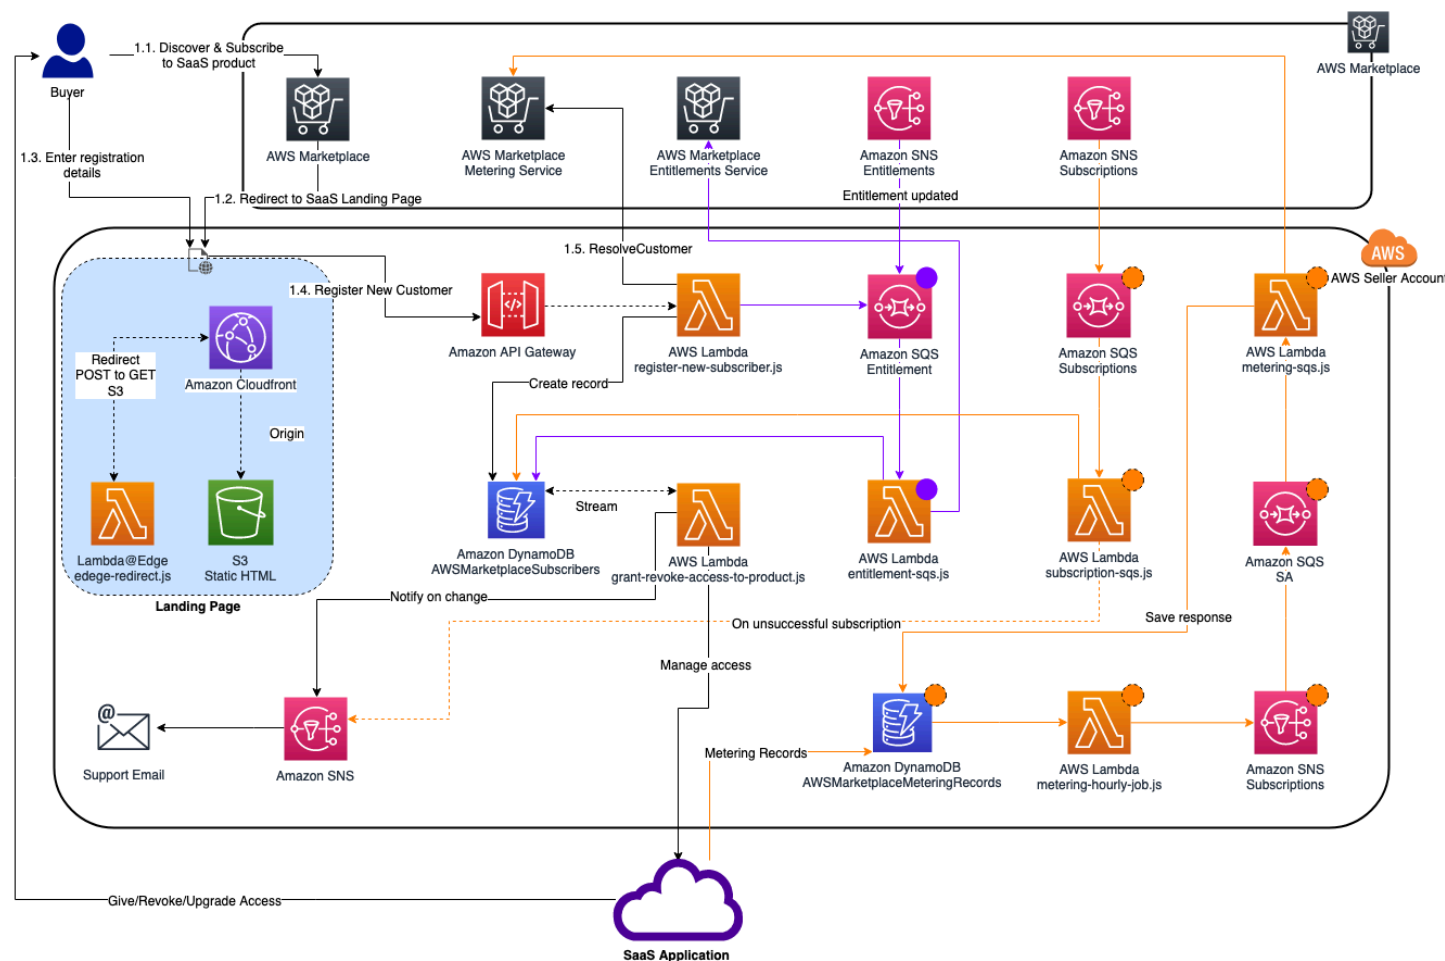 1.1. Discover & Subscribe
to SaaS product
Buyer
AWS Marketplace
AWS Marketplace
AWS Marketplace
Metering Service
AWS Marketplace
Entitlements Service
Amazon SNS
Entitlements
Amazon SNS
Subscriptions
1.3. Enter registration
details
1.2. Redirect to SaaS Landing Page
Entitlement updated
1.5. ResolveCustomer
AWS
AWS Seller Account
1.4. Register New Customer
</>
Amazon API Gateway
AWS Lambda
register-new-subscriber.js
Amazon SQS
Entitlement
Amazon SQS
Subscriptions
AWS Lambda
metering-sqs.js
Redirect
POST to GET
S3
Amazon Cloudfront
Create record
Origin
Stream
Lambda@Edge
edege-redirect.js
S3
Static HTML
Landing Page
Amazon DynamoDB
AWSMarketplaceSubscribers
AWS Lambda
grant-revoke-access-to-product.js
AWS Lambda
entitlement-sqs.js
AWS Lambda
subscription-sqs.js
Amazon SQS
SA
Notify on change
On unsuccessful subscription
Save response
Manage access
@
Support Email
Amazon SNS
Metering Records
Amazon DynamoDB
AWSMarketplaceMeteringRecords
AWS Lambda
metering-hourly-job.js
Amazon SNS
Subscriptions
Give/Revoke/Upgrade Access
SaaS Application